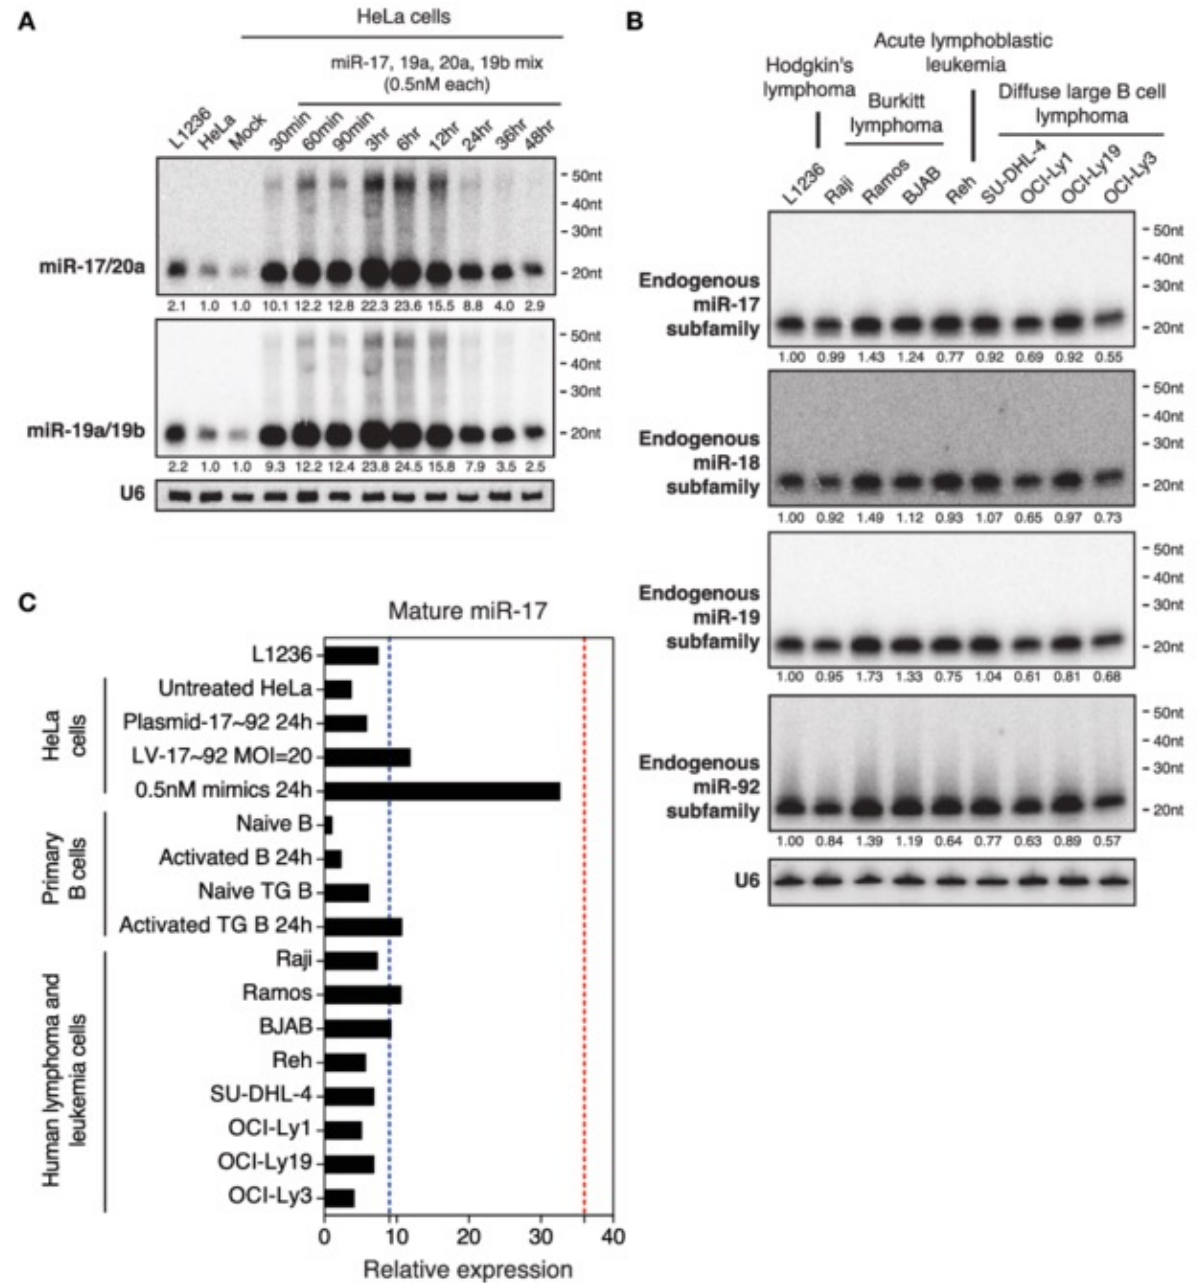 A
HeLa cells
miR-17, 19a, 20a, 19b mix
(0.5nM each)
L1236 HeLa Mock 30min 60min 90min 3hr 6hr 12hr 24hr 36hr 48hr
50nt
40nt
30nt
miR-17/20a
20nt
2.1 1.0 1.0 10.1 12.2 12.8 22.3 23.6 15.5 8.8 4.0 2.9
50nt
40nt
30nt
miR-19a/19b
20nt
2.2 1.0 1.0 9.3 12.2 12.4 23.8 24.5 15.8 7.9 3.5 2.5
U6
B
Hodgkin's
lymphoma
Burkitt
lymphoma
Acute lymphoblastic
leukemia
Diffuse large B cell
lymphoma
L1236 Raji Ramos BJAB Reh SU-DHL-4 OCI-Ly1 OCI-Ly19 OCI-Ly3
50nt
40nt
30nt
20nt
Endogenous
miR-17
subfamily
1.00 0.99 1.43 1.24 0.77 0.92 0.69 0.92 0.55
50nt
40nt
30nt
20nt
Endogenous
miR-18
subfamily
1.00 0.92 1.49 1.12 0.93 1.07 0.65 0.97 0.73
50nt
40nt
30nt
20nt
Endogenous
miR-19
subfamily
1.00 0.95 1.73 1.33 0.75 1.04 0.61 0.81 0.68
50nt
40nt
30nt
20nt
Endogenous
miR-92
subfamily
1.00 0.84 1.39 1.19 0.64 0.77 0.63 0.89 0.57
U6
C
Mature miR-17
L1236
HeLa
cells
Untreated HeLa
Plasmid-17~92 24h
LV-17~92 MOI=20
0.5nM mimics 24h
Primary
B cells
Naive B
Activated B 24h
Naive TG B
Activated TG B 24h
Human lymphoma and
leukemia cells
Raji
Ramos
BJAB
Reh
SU-DHL-4
OCI-Ly1
OCI-Ly19
OCI-Ly3
0 10 20 30 40
Relative expression